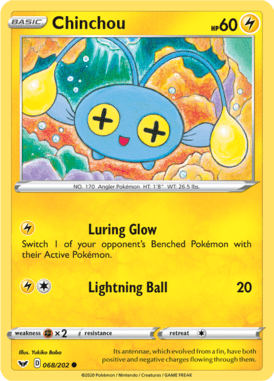 BASIC Chinchou HP60
NO. 170 Angler Pokémon HT: 1'8" WT: 26.5 lbs.
Luring Glow
Switch 1 of your opponent's Benched Pokémon with
their Active Pokémon.
Lightning Ball 20
weakness ×2 resistance retreat
Illus. Yukiko Baba
D 068/202
Its antennae, which evolved from a fin, have both
positive and negative charges flowing through them.
©2020 Pokémon / Nintendo / Creatures / GAME FREAK